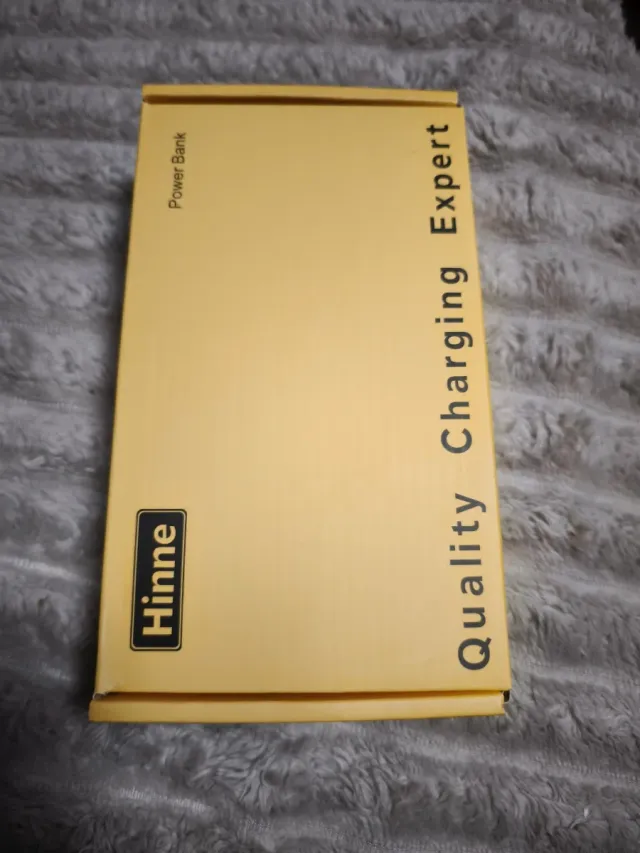 Hinne
Power Bank
Quality Charging Expert